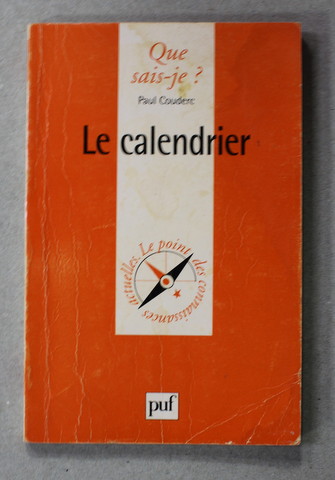 Que
sais-je ?
Paul Couderc
Le calendrier
Le point des connaissances actuelles.
puf